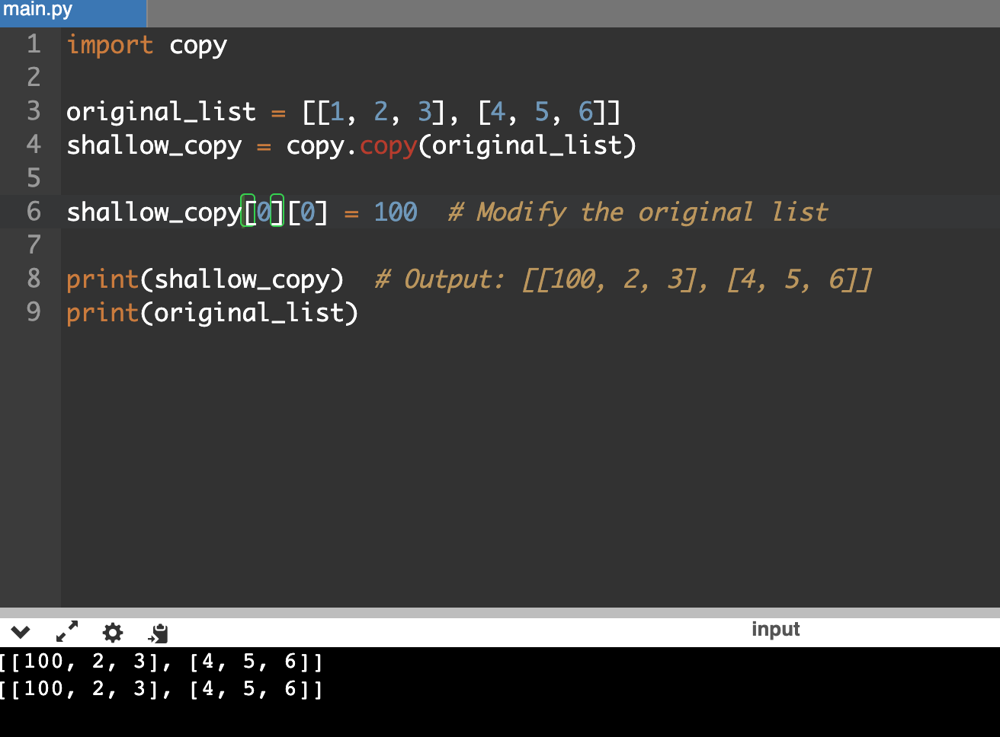 main.py
1 import copy
2
3 original_list = [[1, 2, 3], [4, 5, 6]]
4 shallow_copy = copy.copy(original_list)
5
6 shallow_copy[0][0] = 100  # Modify the original list
7
8 print(shallow_copy)  # Output: [[100, 2, 3], [4, 5, 6]]
9 print(original_list)
input
[[100, 2, 3], [4, 5, 6]]
[[100, 2, 3], [4, 5, 6]]